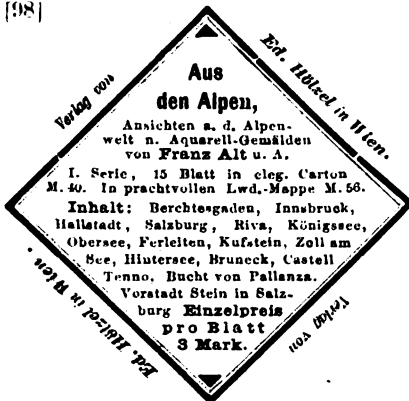 [98]
Verlag von
Ed. Hölzel in Wien.
Aus
den Alpen,
Ansichten a. d. Alpen-
welt n. Aquarell-Gemälden
von Franz Alt u. A.
I. Serie, 15 Blatt in eleg. Carton
M. 40. In prachtvollen Lwd.-Mappe M. 56.
Inhalt: Berchtesgaden, Innsbruck,
Hallstadt, Salzburg, Riva, Königssee,
Obersee, Ferleiten, Kufstein, Zell am
See, Hintersee, Bruneck, Castell
Tenno, Bucht von Pallanza.
Vorstadt Stein in Salz-
burg Einzelpreis
pro Blatt
3 Mark.
Verlag von
Ed. Hölzel in Wien.